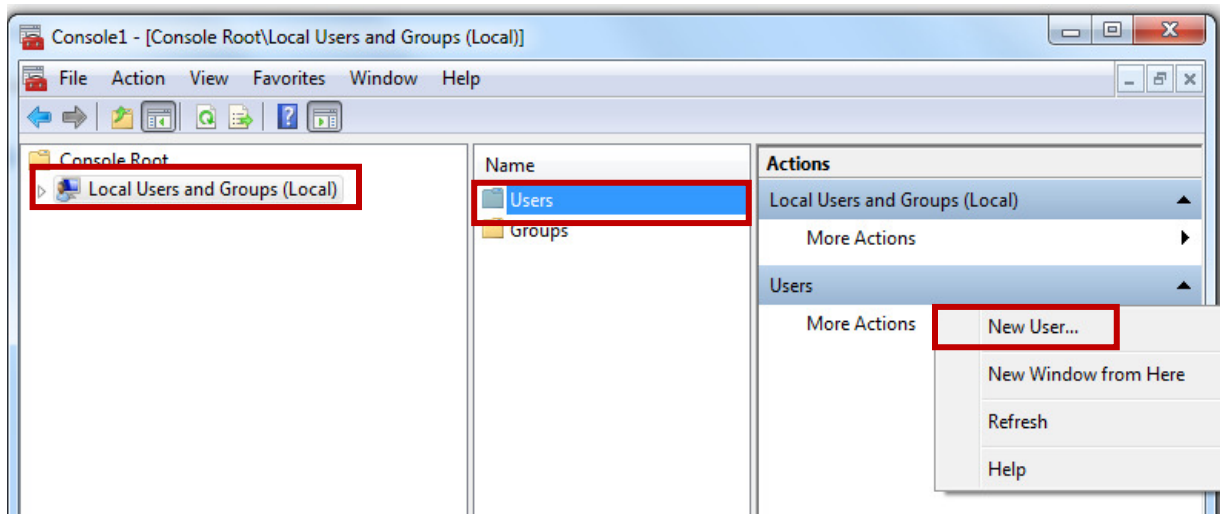 Console1 - [Console Root\Local Users and Groups (Local)]
File Action View Favorites Window Help
Console Root
Local Users and Groups (Local)
Name
Users
Groups
Actions
Local Users and Groups (Local)
More Actions
Users
More Actions
New User...
New Window from Here
Refresh
Help